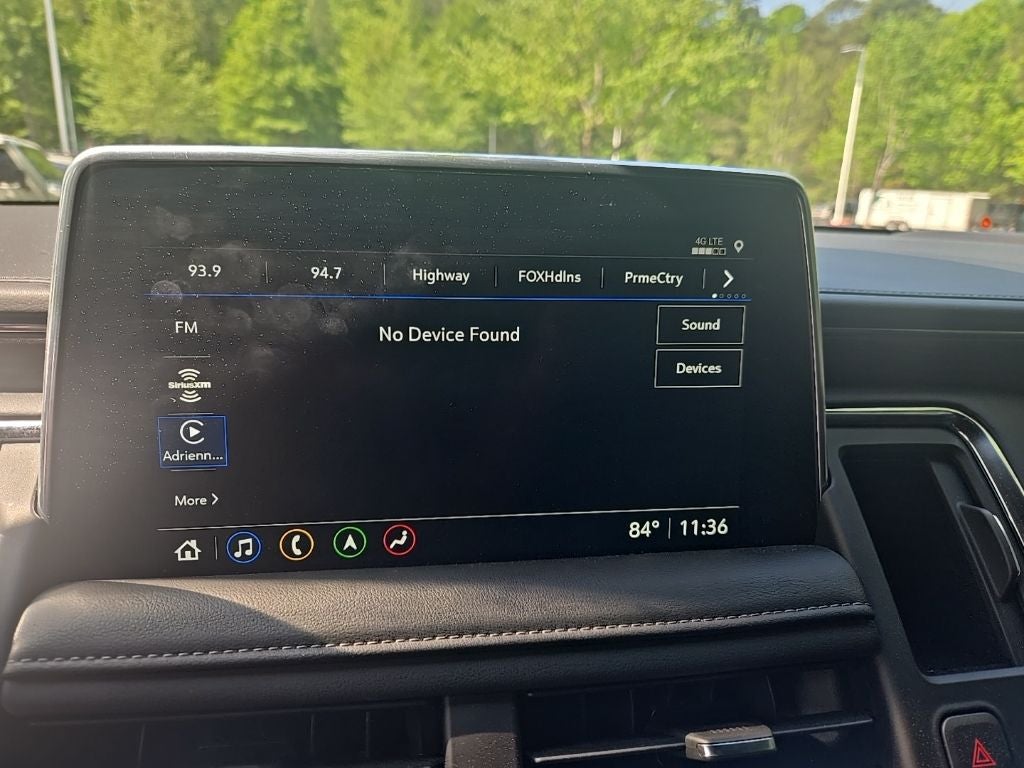 4G LTE
93.9 94.7 Highway FOXHdlns PrmeCtry
FM
No Device Found
Sound
SiriusXM
Devices
Adrienn...
More
84° 11:36